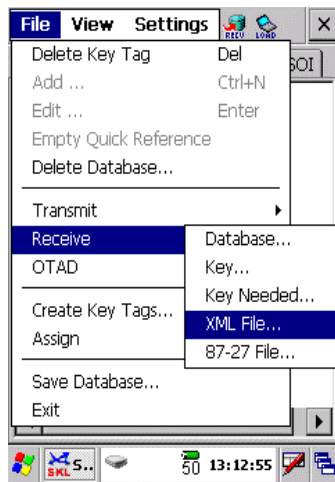 File View Settings RECV LOAD ×
Delete Key Tag Del
SOI
Add ... Ctrl+N
Edit ... Enter
Empty Quick Reference
Delete Database...
Transmit
Receive
OTAD
Create Key Tags...
Assign
Save Database...
Exit
Database...
Key...
Key Needed...
XML File...
87-27 File...
SKL S.. 50 13:12:55